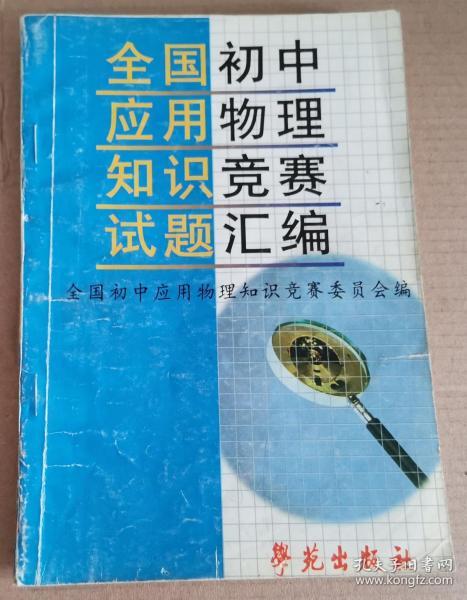 全国初中
应用物理
知识竞赛
试题汇编
全国初中应用物理知识竞赛委员会编
學苑出版社
孔夫子旧书网
www.kongfz.com